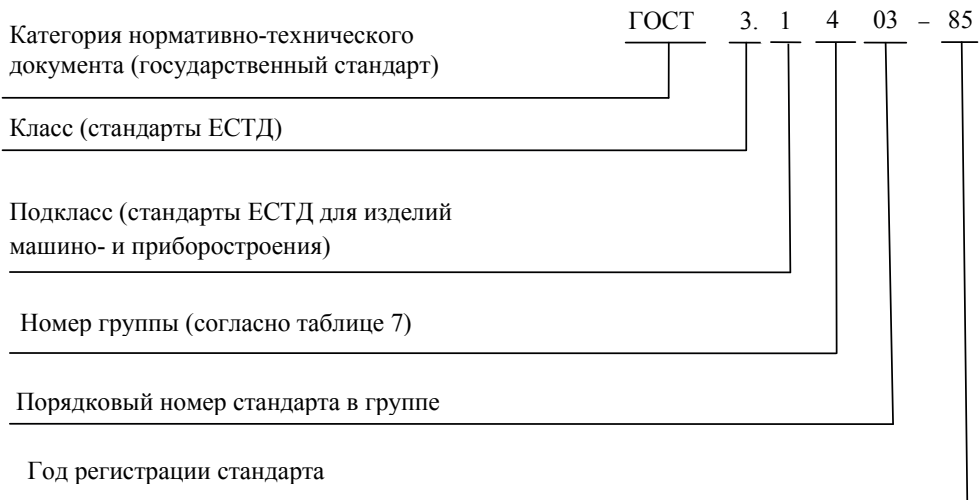 ГОСТ 3. 1 4 03 – 85
Категория нормативно-технического
документа (государственный стандарт)
Класс (стандарты ЕСТД)
Подкласс (стандарты ЕСТД для изделий
машино- и приборостроения)
Номер группы (согласно таблице 7)
Порядковый номер стандарта в группе
Год регистрации стандарта